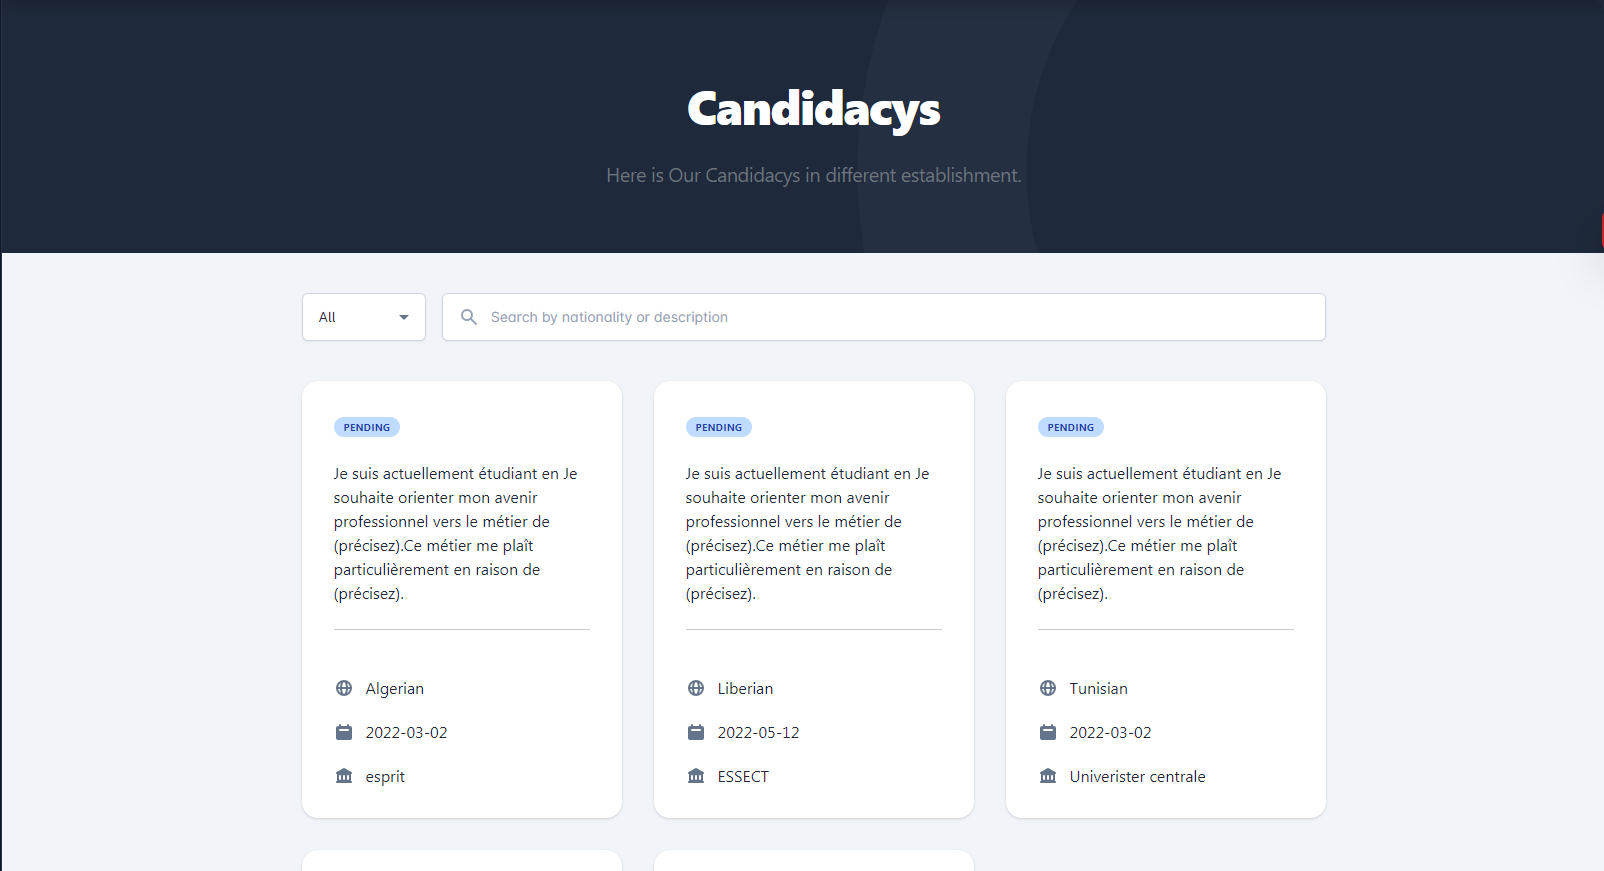 Candidacys
Here is Our Candidacys in different establishment.
All
Search by nationality or description
PENDING
Je suis actuellement étudiant en Je
souhaite orienter mon avenir
professionnel vers le métier de
(précisez).Ce métier me plaît
particulièrement en raison de
(précisez).
Algerian
2022-03-02
esprit
PENDING
Je suis actuellement étudiant en Je
souhaite orienter mon avenir
professionnel vers le métier de
(précisez).Ce métier me plaît
particulièrement en raison de
(précisez).
Liberian
2022-05-12
ESSECT
PENDING
Je suis actuellement étudiant en Je
souhaite orienter mon avenir
professionnel vers le métier de
(précisez).Ce métier me plaît
particulièrement en raison de
(précisez).
Tunisian
2022-03-02
Univerister centrale